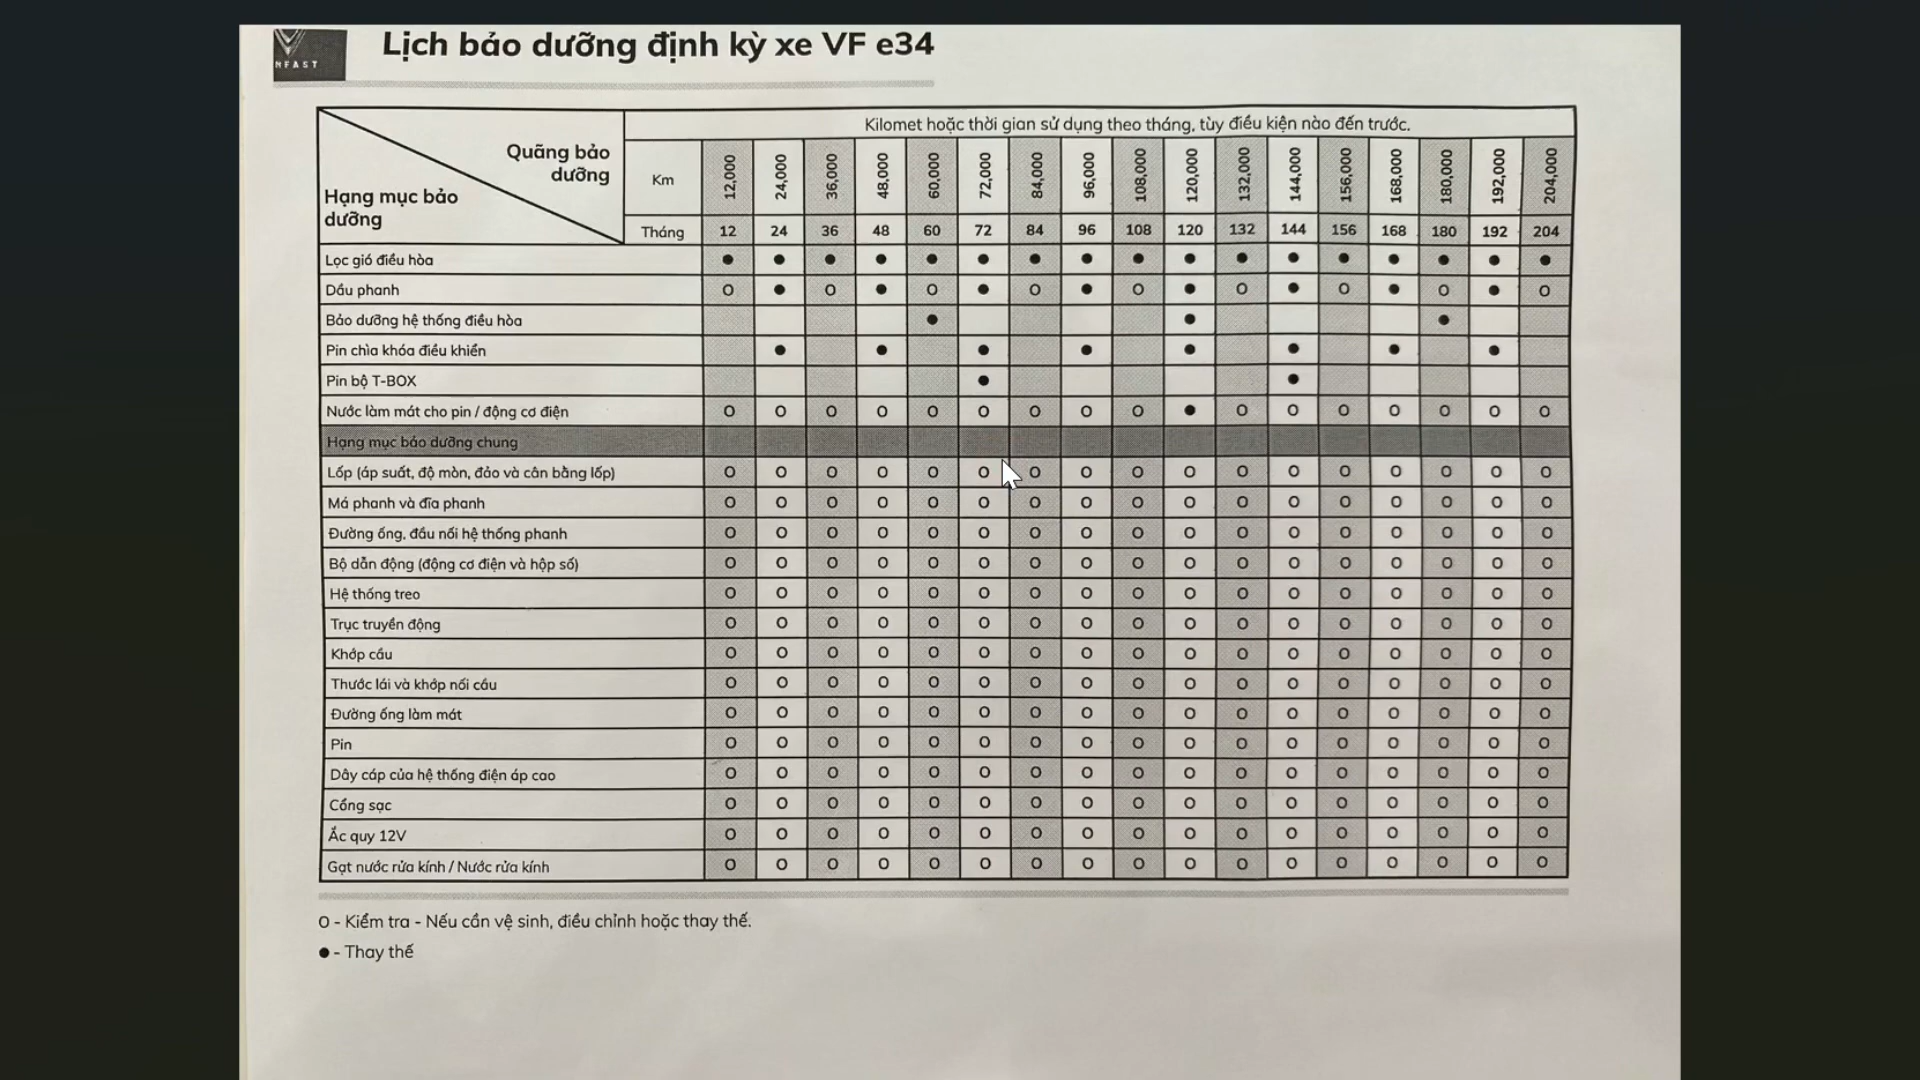 NFAST
Lịch bảo dưỡng định kỳ xe VF e34
Kilomet hoặc thời gian sử dụng theo tháng, tùy điều kiện nào đến trước.
Quãng bảo dưỡng
Hạng mục bảo dưỡng
Km 12,000 24,000 36,000 48,000 60,000 72,000 84,000 96,000 108,000 120,000 132,000 144,000 156,000 168,000 180,000 192,000 204,000
Tháng 12 24 36 48 60 72 84 96 108 120 132 144 156 168 180 192 204
Lọc gió điều hòa ● ● ● ● ● ● ● ● ● ● ● ● ● ● ● ● ●
Dầu phanh O ● O ● O ● O ● O ● O ● O ● O ● O
Bảo dưỡng hệ thống điều hòa ● ● ●
Pin chìa khóa điều khiển ● ● ● ● ● ● ● ●
Pin bộ T-BOX ● ●
Nước làm mát cho pin / động cơ điện O O O O O O O O O ● O O O O O O O
Hạng mục bảo dưỡng chung
Lốp (áp suất, độ mòn, đảo và cân bằng lốp) O O O O O O O O O O O O O O O O O
Má phanh và đĩa phanh O O O O O O O O O O O O O O O O O
Đường ống, đầu nối hệ thống phanh O O O O O O O O O O O O O O O O O
Bộ dẫn động (động cơ điện và hộp số) O O O O O O O O O O O O O O O O O
Hệ thống treo O O O O O O O O O O O O O O O O O
Trục truyền động O O O O O O O O O O O O O O O O O
Khớp cầu O O O O O O O O O O O O O O O O O
Thước lái và khớp nối cầu O O O O O O O O O O O O O O O O O
Đường ống làm mát O O O O O O O O O O O O O O O O O
Pin O O O O O O O O O O O O O O O O O
Dây cáp của hệ thống điện áp cao O O O O O O O O O O O O O O O O O
Cổng sạc O O O O O O O O O O O O O O O O O
Ắc quy 12V O O O O O O O O O O O O O O O O O
Gạt nước rửa kính / Nước rửa kính O O O O O O O O O O O O O O O O O
O - Kiểm tra - Nếu cần vệ sinh, điều chỉnh hoặc thay thế.
● - Thay thế